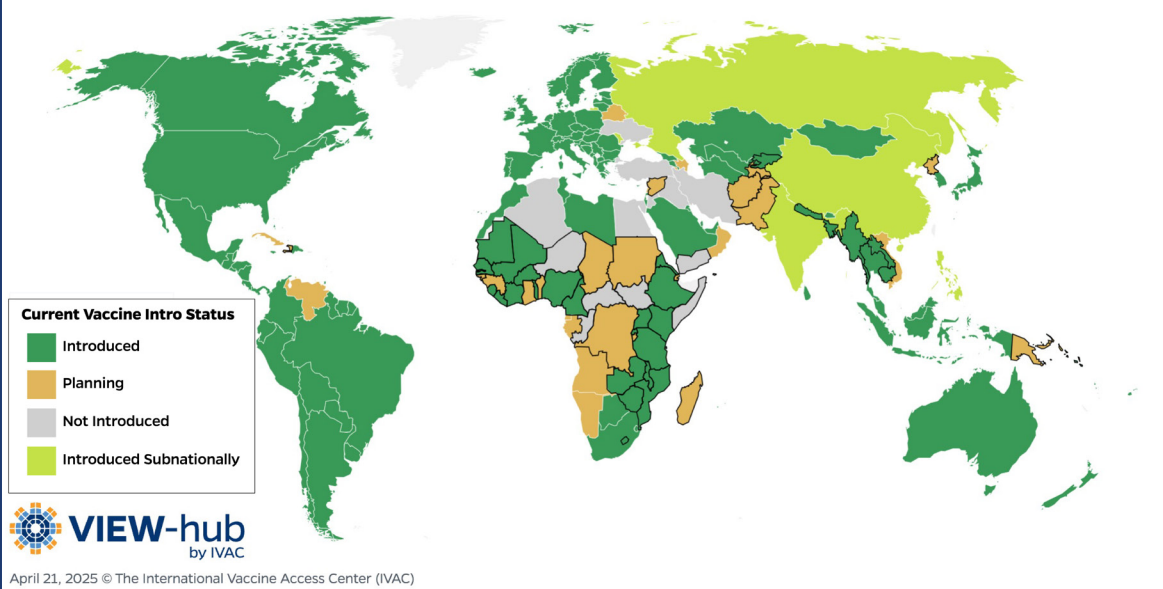 Current Vaccine Intro Status
Introduced
Planning
Not Introduced
Introduced Subnationally
VIEW-hub
by IVAC
April 21, 2025 © The International Vaccine Access Center (IVAC)